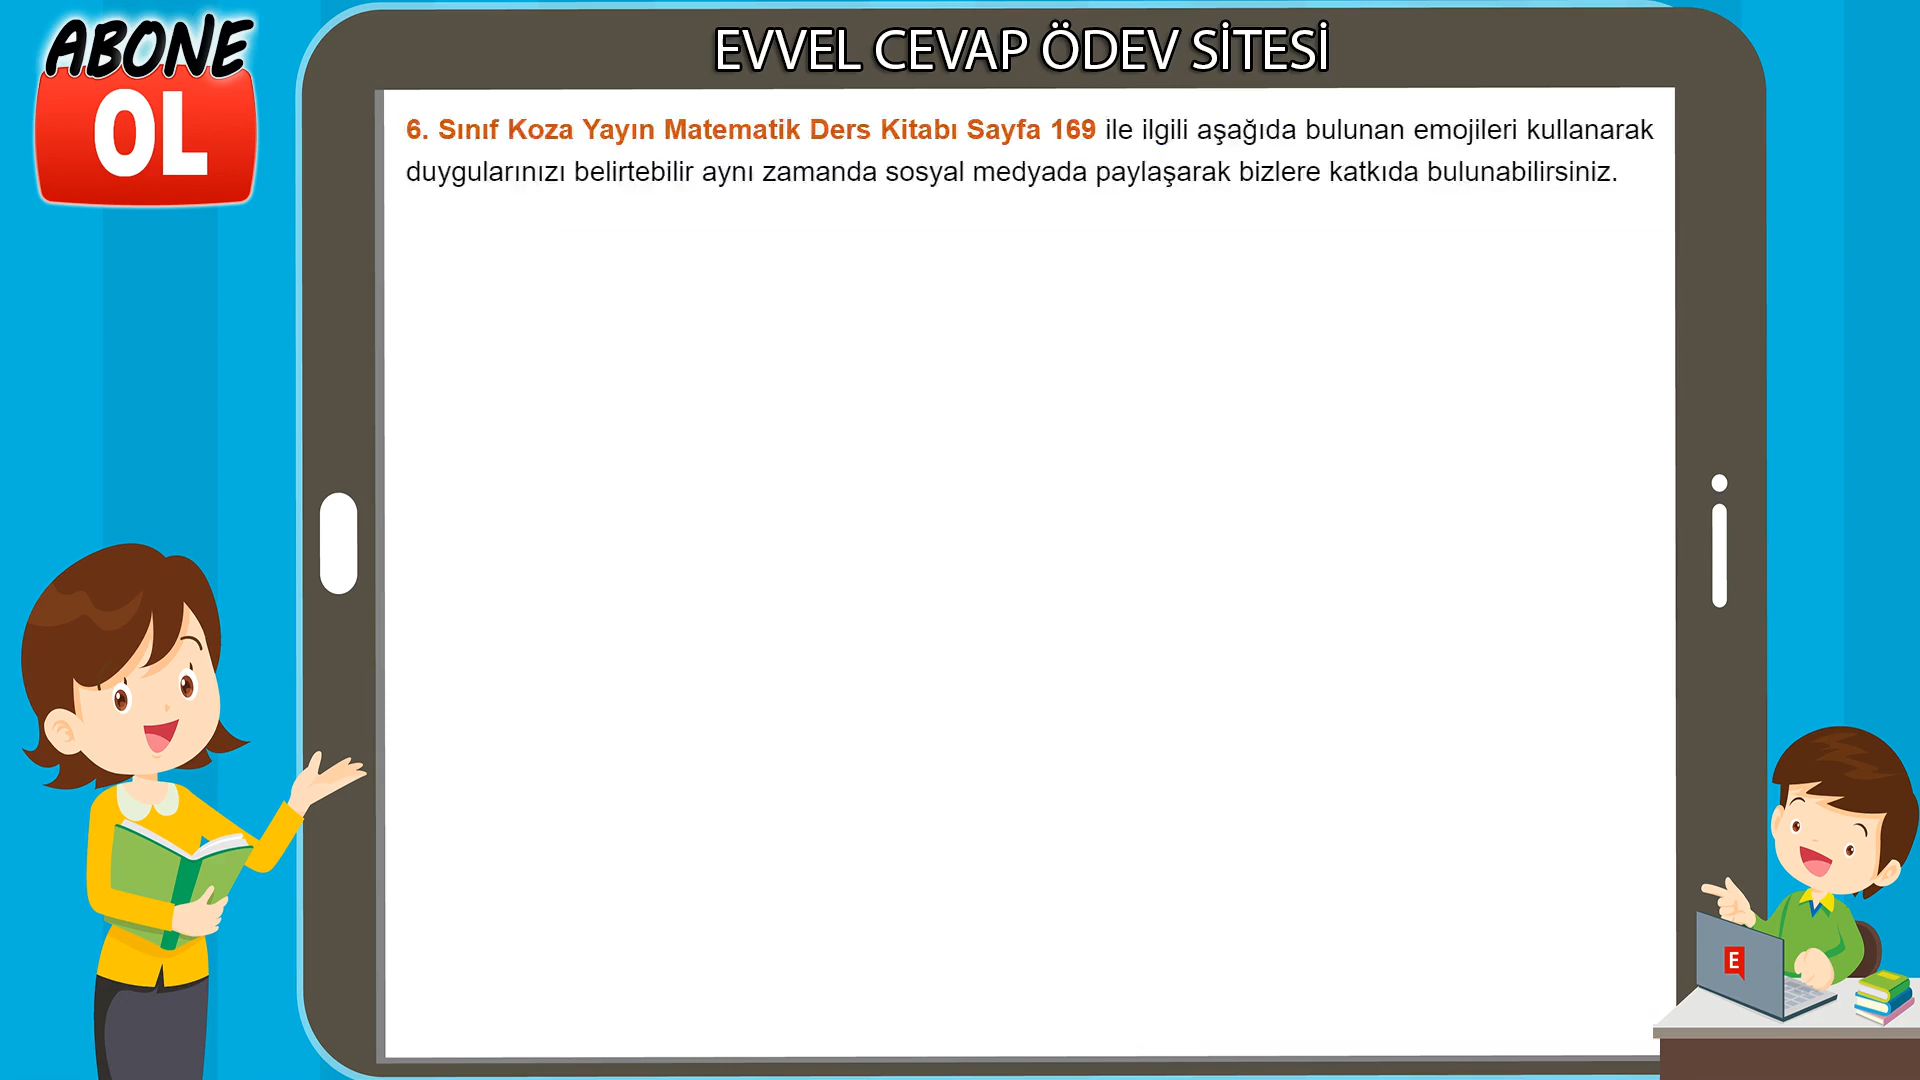 ABONE
OL
EVVEL CEVAP ÖDEV SİTESİ
6. Sınıf Koza Yayın Matematik Ders Kitabı Sayfa 169 ile ilgili aşağıda bulunan emojileri kullanarak
duygularınızı belirtebilir aynı zamanda sosyal medyada paylaşarak bizlere katkıda bulunabilirsiniz.
E